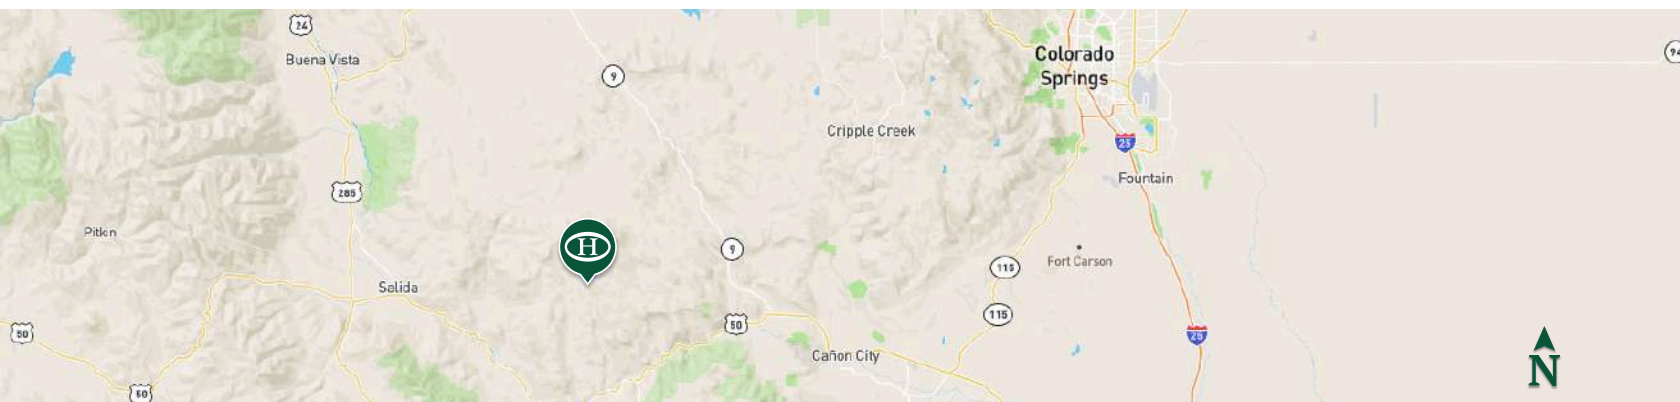 24
Buena Vista
9
Colorado
Springs
94
Cripple Creek
25
285
Fountain
Pitkin
H
9
115
Fort Carson
Salida
50
50
115
25
Cañon City
N
50